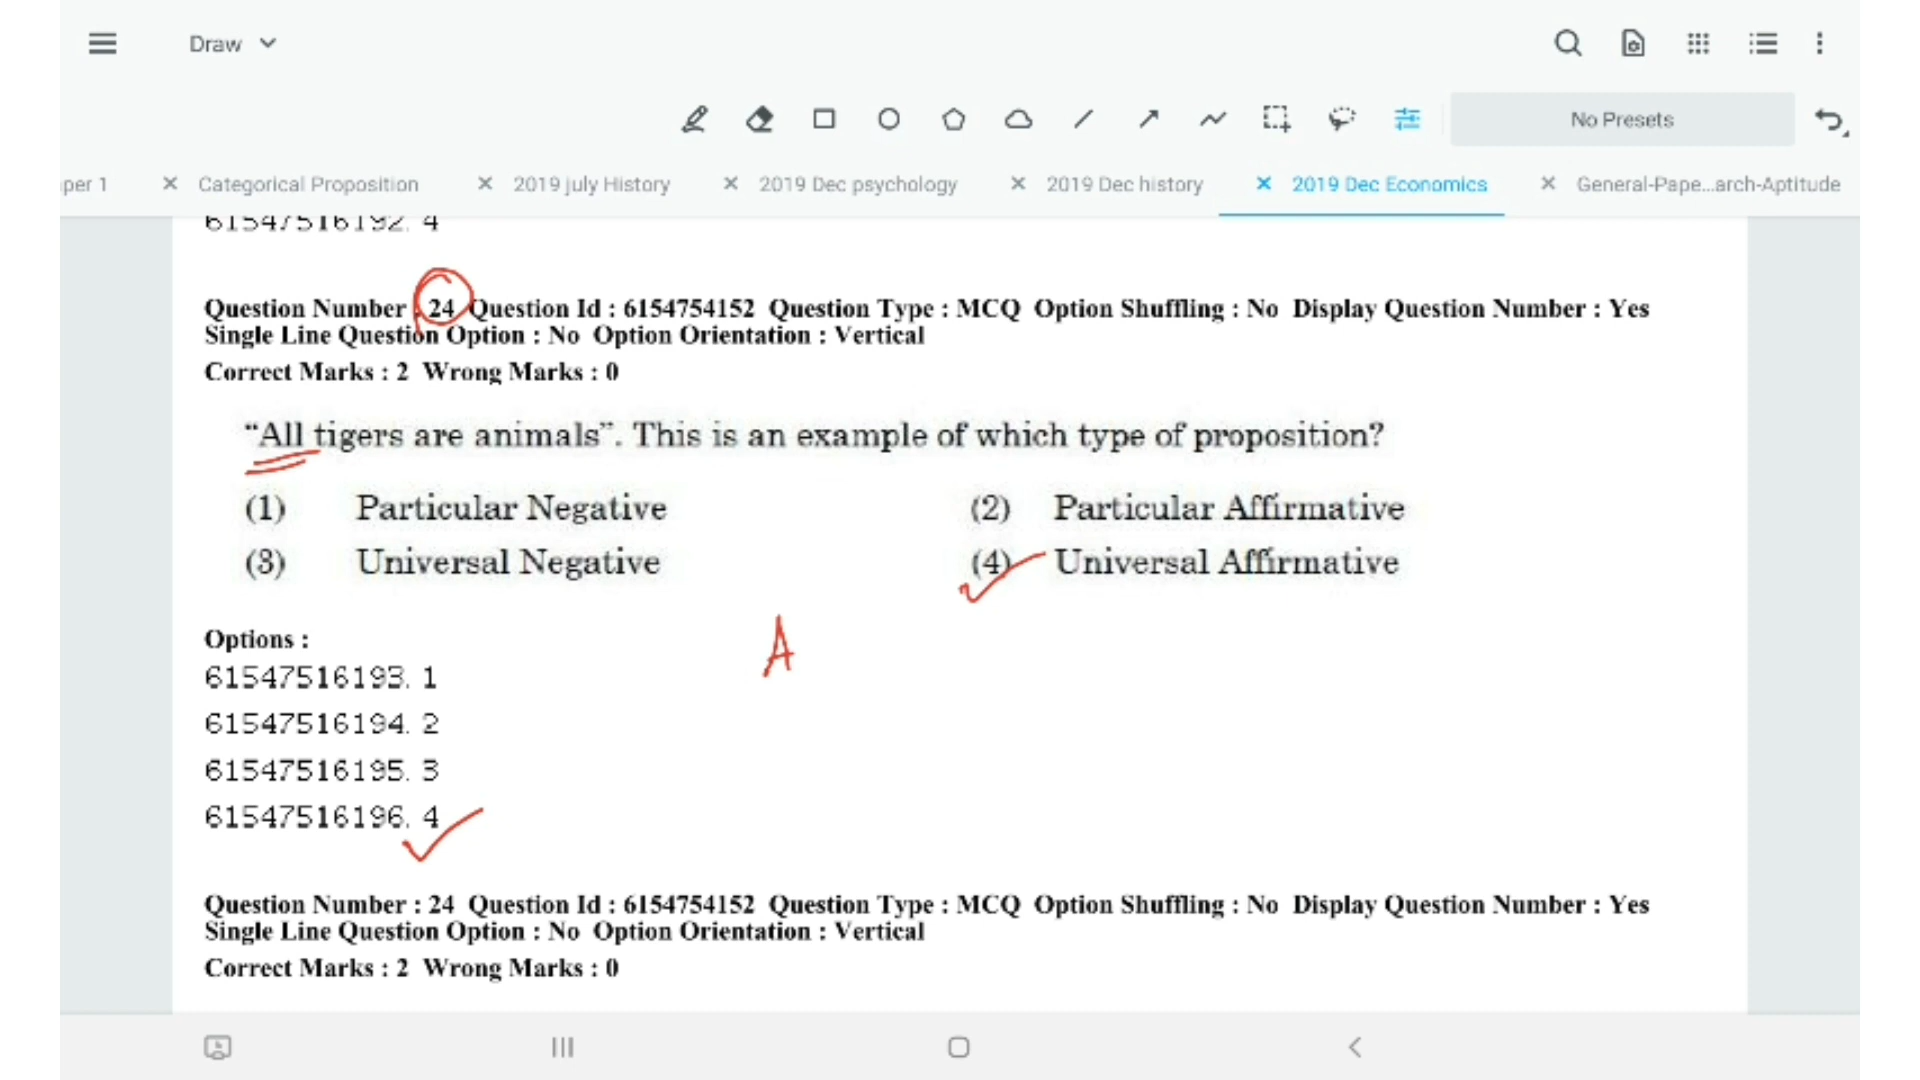 Draw
No Presets
per 1
Categorical Proposition
2019 july History
2019 Dec psychology
2019 Dec history
2019 Dec Economics
General-Pape...arch-Aptitude
61547516192. 4
Question Number : 24 Question Id : 6154754152 Question Type : MCQ Option Shuffling : No Display Question Number : Yes
Single Line Question Option : No Option Orientation : Vertical
Correct Marks : 2 Wrong Marks : 0
“All tigers are animals”. This is an example of which type of proposition?
(1) Particular Negative (2) Particular Affirmative
(3) Universal Negative (4) Universal Affirmative
A
Options :
61547516193. 1
61547516194. 2
61547516195. 3
61547516196. 4
Question Number : 24 Question Id : 6154754152 Question Type : MCQ Option Shuffling : No Display Question Number : Yes
Single Line Question Option : No Option Orientation : Vertical
Correct Marks : 2 Wrong Marks : 0